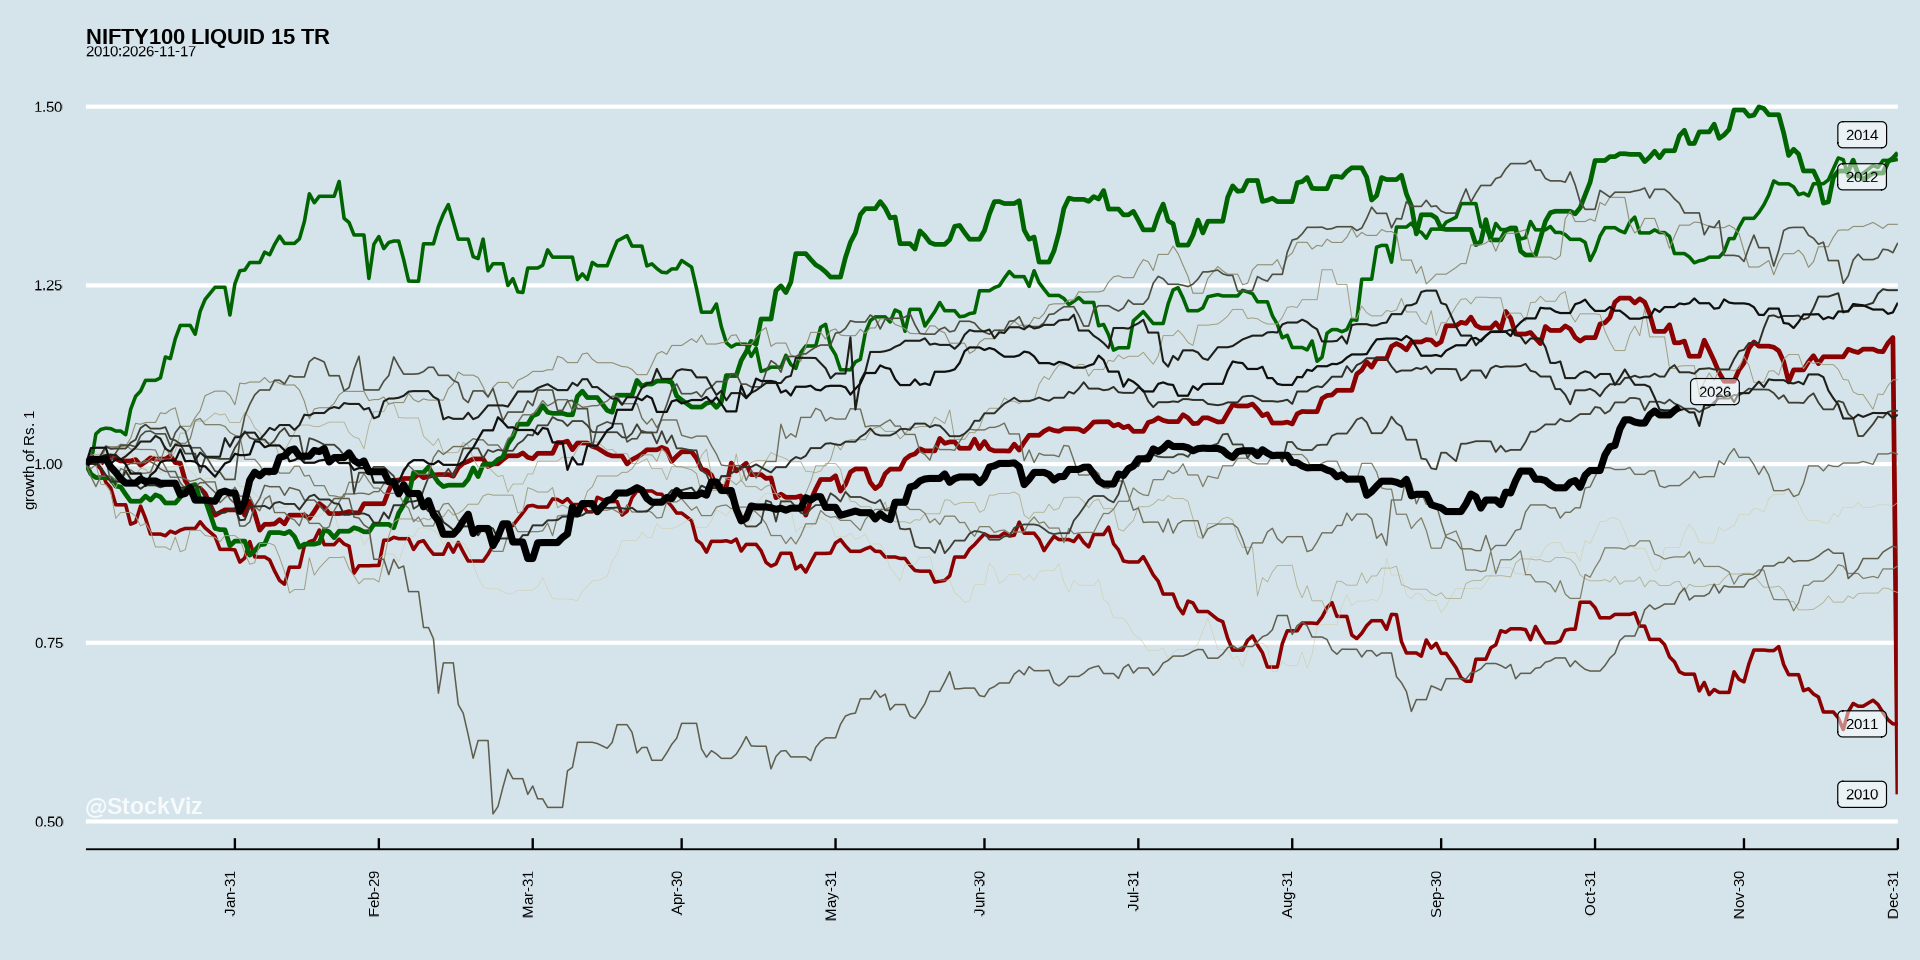 NIFTY100 LIQUID 15 TR
2010:2026-11-17
growth of Rs. 1
1.50
1.25
1.00
0.75
0.50
2014
2012
2026
2011
2010
@StockViz
Jan-31
Feb-29
Mar-31
Apr-30
May-31
Jun-30
Jul-31
Aug-31
Sep-30
Oct-31
Nov-30
Dec-31